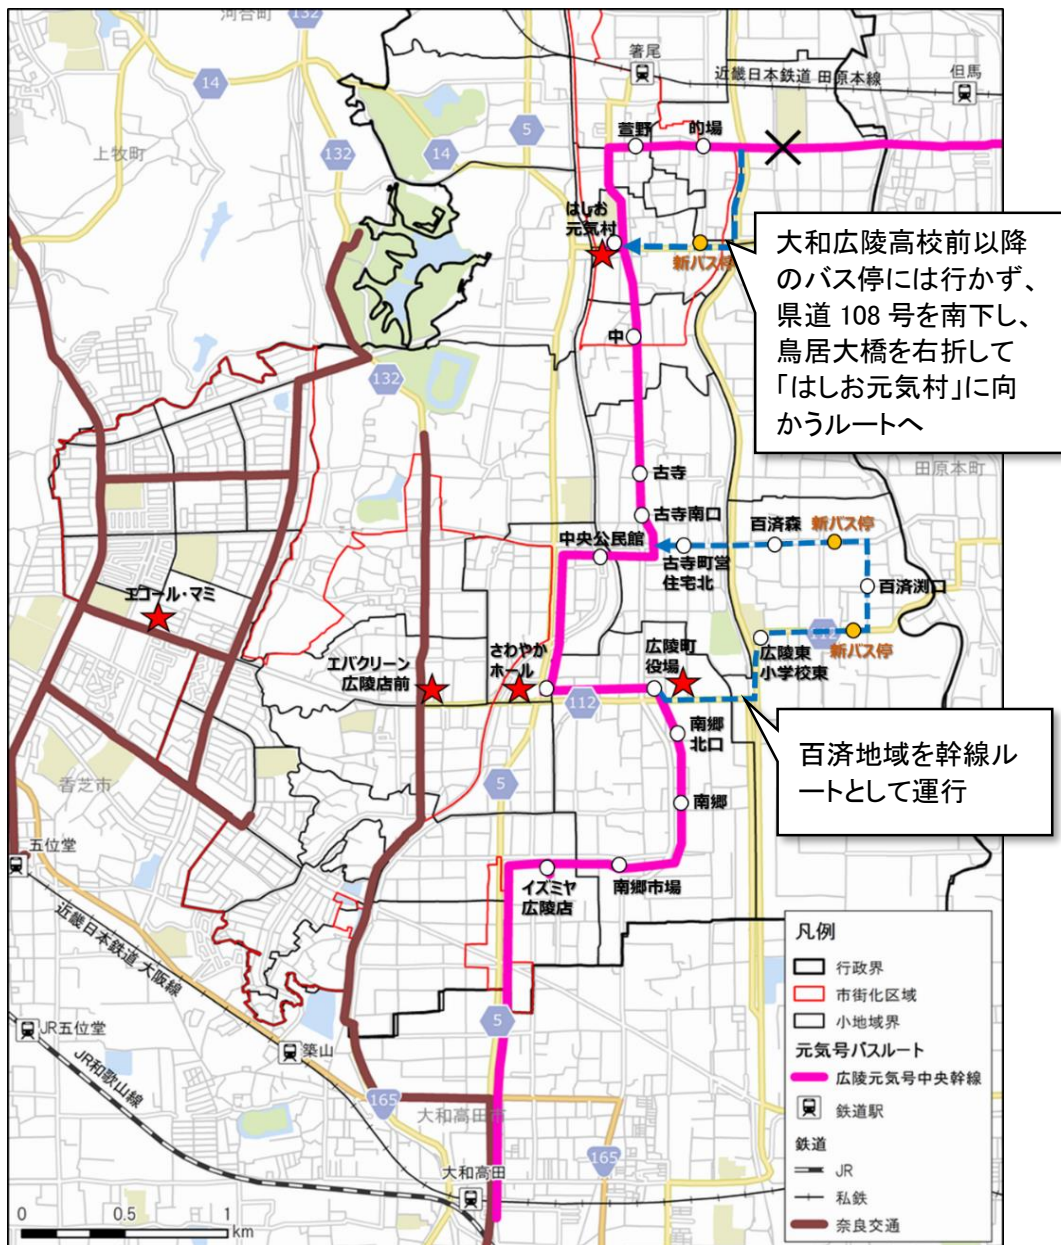 河合町
132
箸尾
近畿日本鉄道 田原本線
但馬
14
5
萱野
的場
上牧町
132
14
はしお
元気村
新バス停
大和広陵高校前以降
のバス停には行かず、
県道 108 号を南下し、
鳥居大橋を右折して
「はしお元気村」に向
かうルートへ
中
132
古寺
田原本町
古寺南口
中央公民館
百済森
新バス停
古寺町営
住宅北
百済渕口
エコール・マミ
112
新バス停
広陵東
小学校東
エバクリーン
広陵店前
さわやか
ホール
広陵町
役場
112
南郷
北口
百済地域を幹線ル
ートとして運行
香芝市
5
南郷
五位堂
イズミヤ
広陵店
南郷市場
近畿日本鉄道 大阪線
凡例
行政界
市街化区域
小地域界
元気号バスルート
広陵元気号中央幹線
鉄道駅
鉄道
JR
私鉄
奈良交通
5
JR五位堂
築山
JR和歌山線
165
大和高田市
165
大和高田
0 0.5 1
km